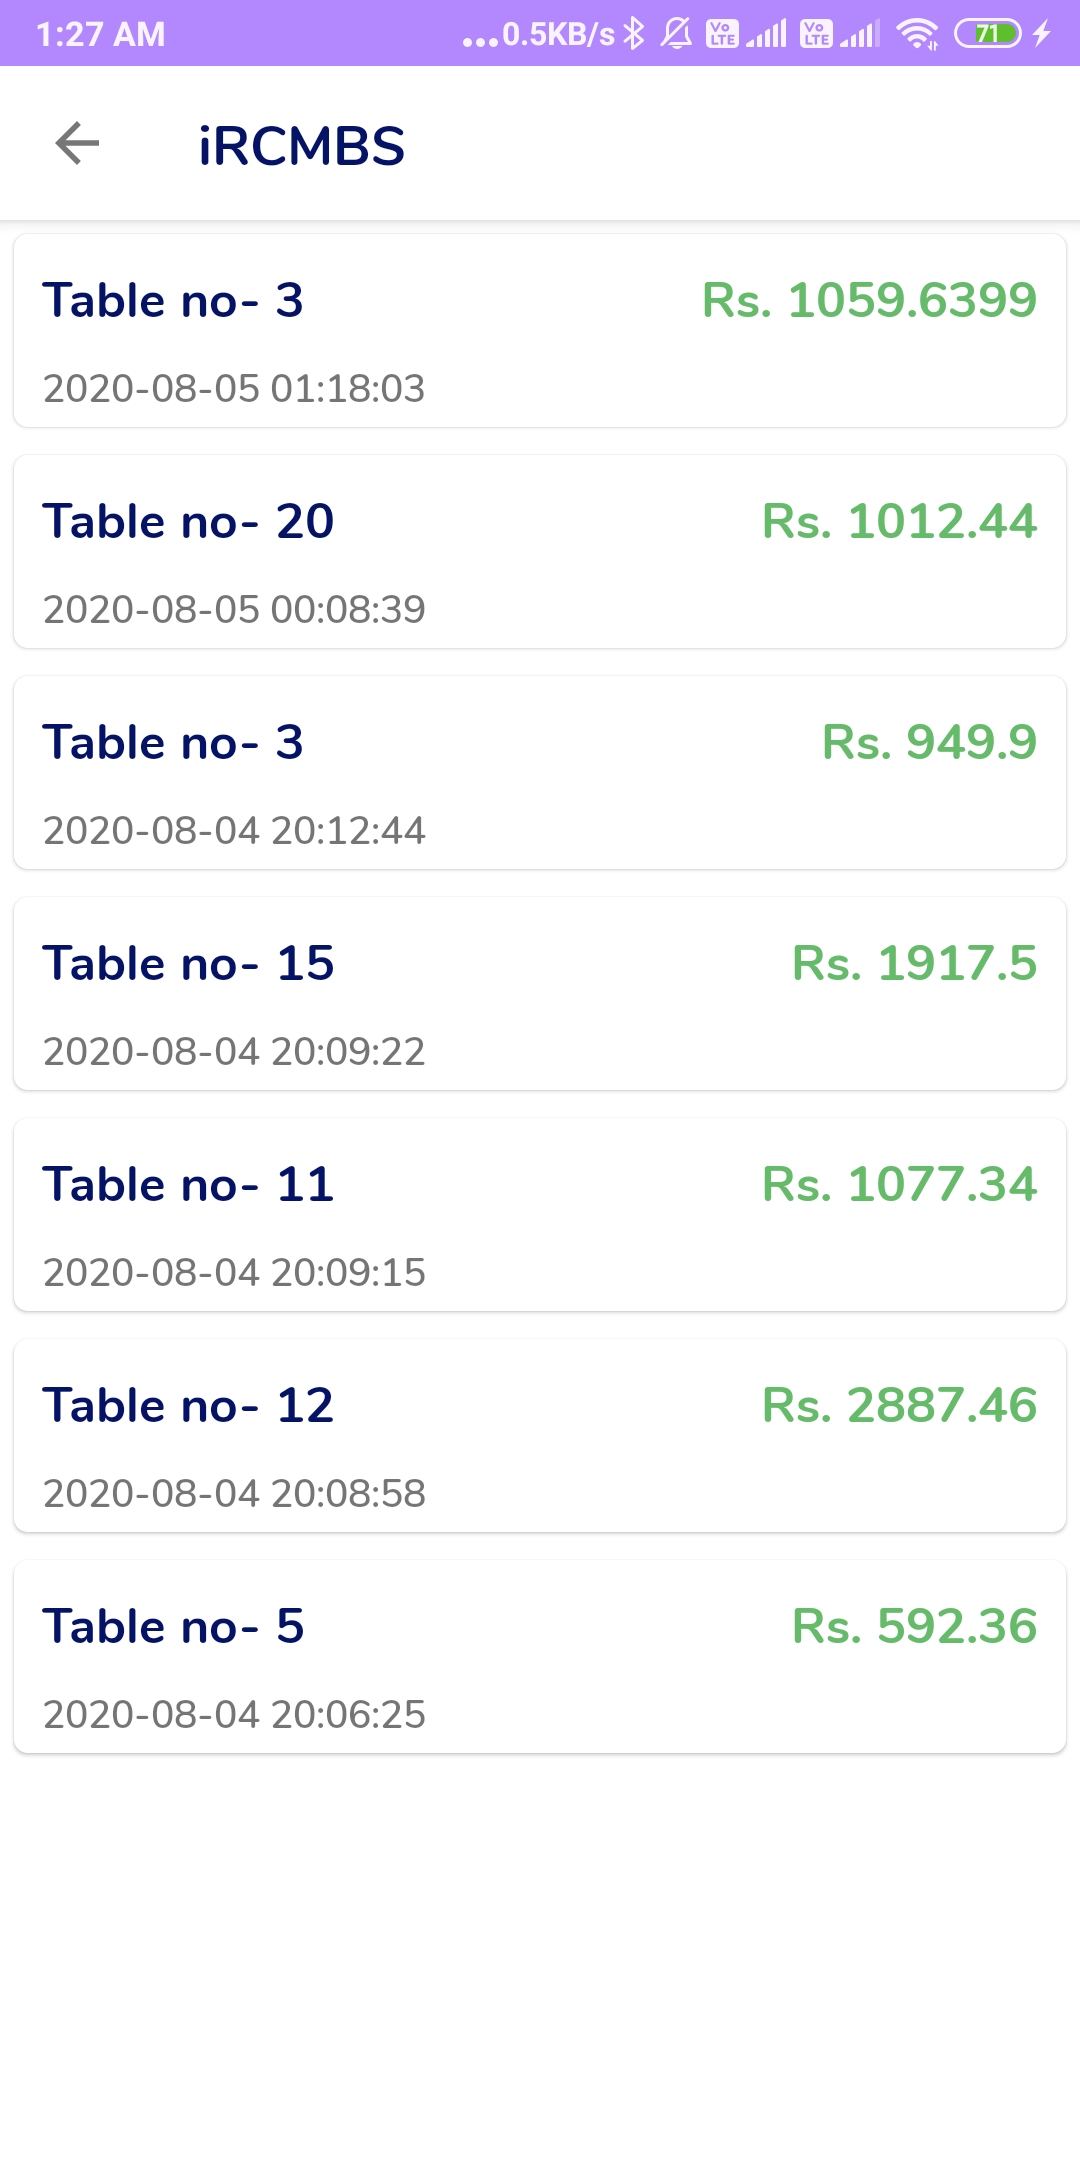 1:27 AM
...0.5KB/s
Vo LTE
Vo LTE
71
iRCMBS
Table no- 3
Rs. 1059.6399
2020-08-05 01:18:03
Table no- 20
Rs. 1012.44
2020-08-05 00:08:39
Table no- 3
Rs. 949.9
2020-08-04 20:12:44
Table no- 15
Rs. 1917.5
2020-08-04 20:09:22
Table no- 11
Rs. 1077.34
2020-08-04 20:09:15
Table no- 12
Rs. 2887.46
2020-08-04 20:08:58
Table no- 5
Rs. 592.36
2020-08-04 20:06:25